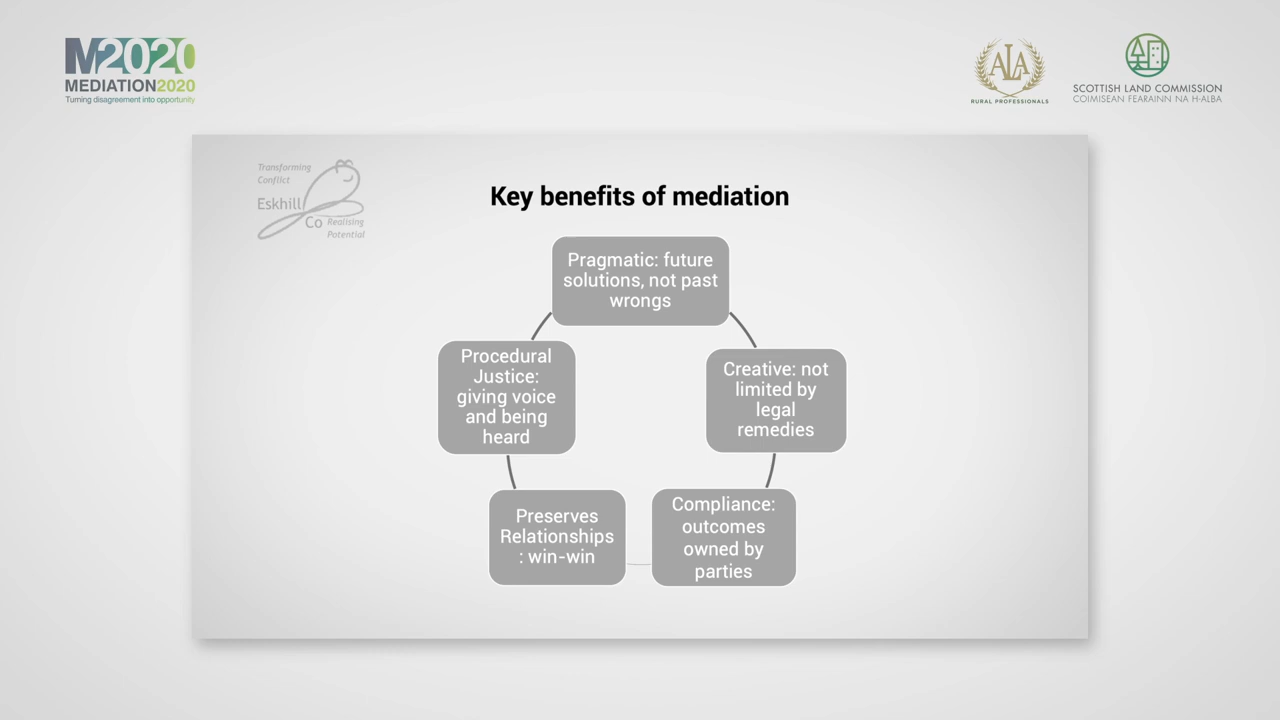 M2020
MEDIATION2020
Turning disagreement into opportunity
ALA
RURAL PROFESSIONALS
SCOTTISH LAND COMMISSION
COIMISEAN FEARAINN NA H-ALBA
Transforming
Conflict
Eskhill
Co
Realising
Potential
Key benefits of mediation
Pragmatic: future
solutions, not past
wrongs
Procedural
Justice:
giving voice
and being
heard
Creative: not
limited by
legal
remedies
Preserves
Relationships
: win-win
Compliance:
outcomes
owned by
parties